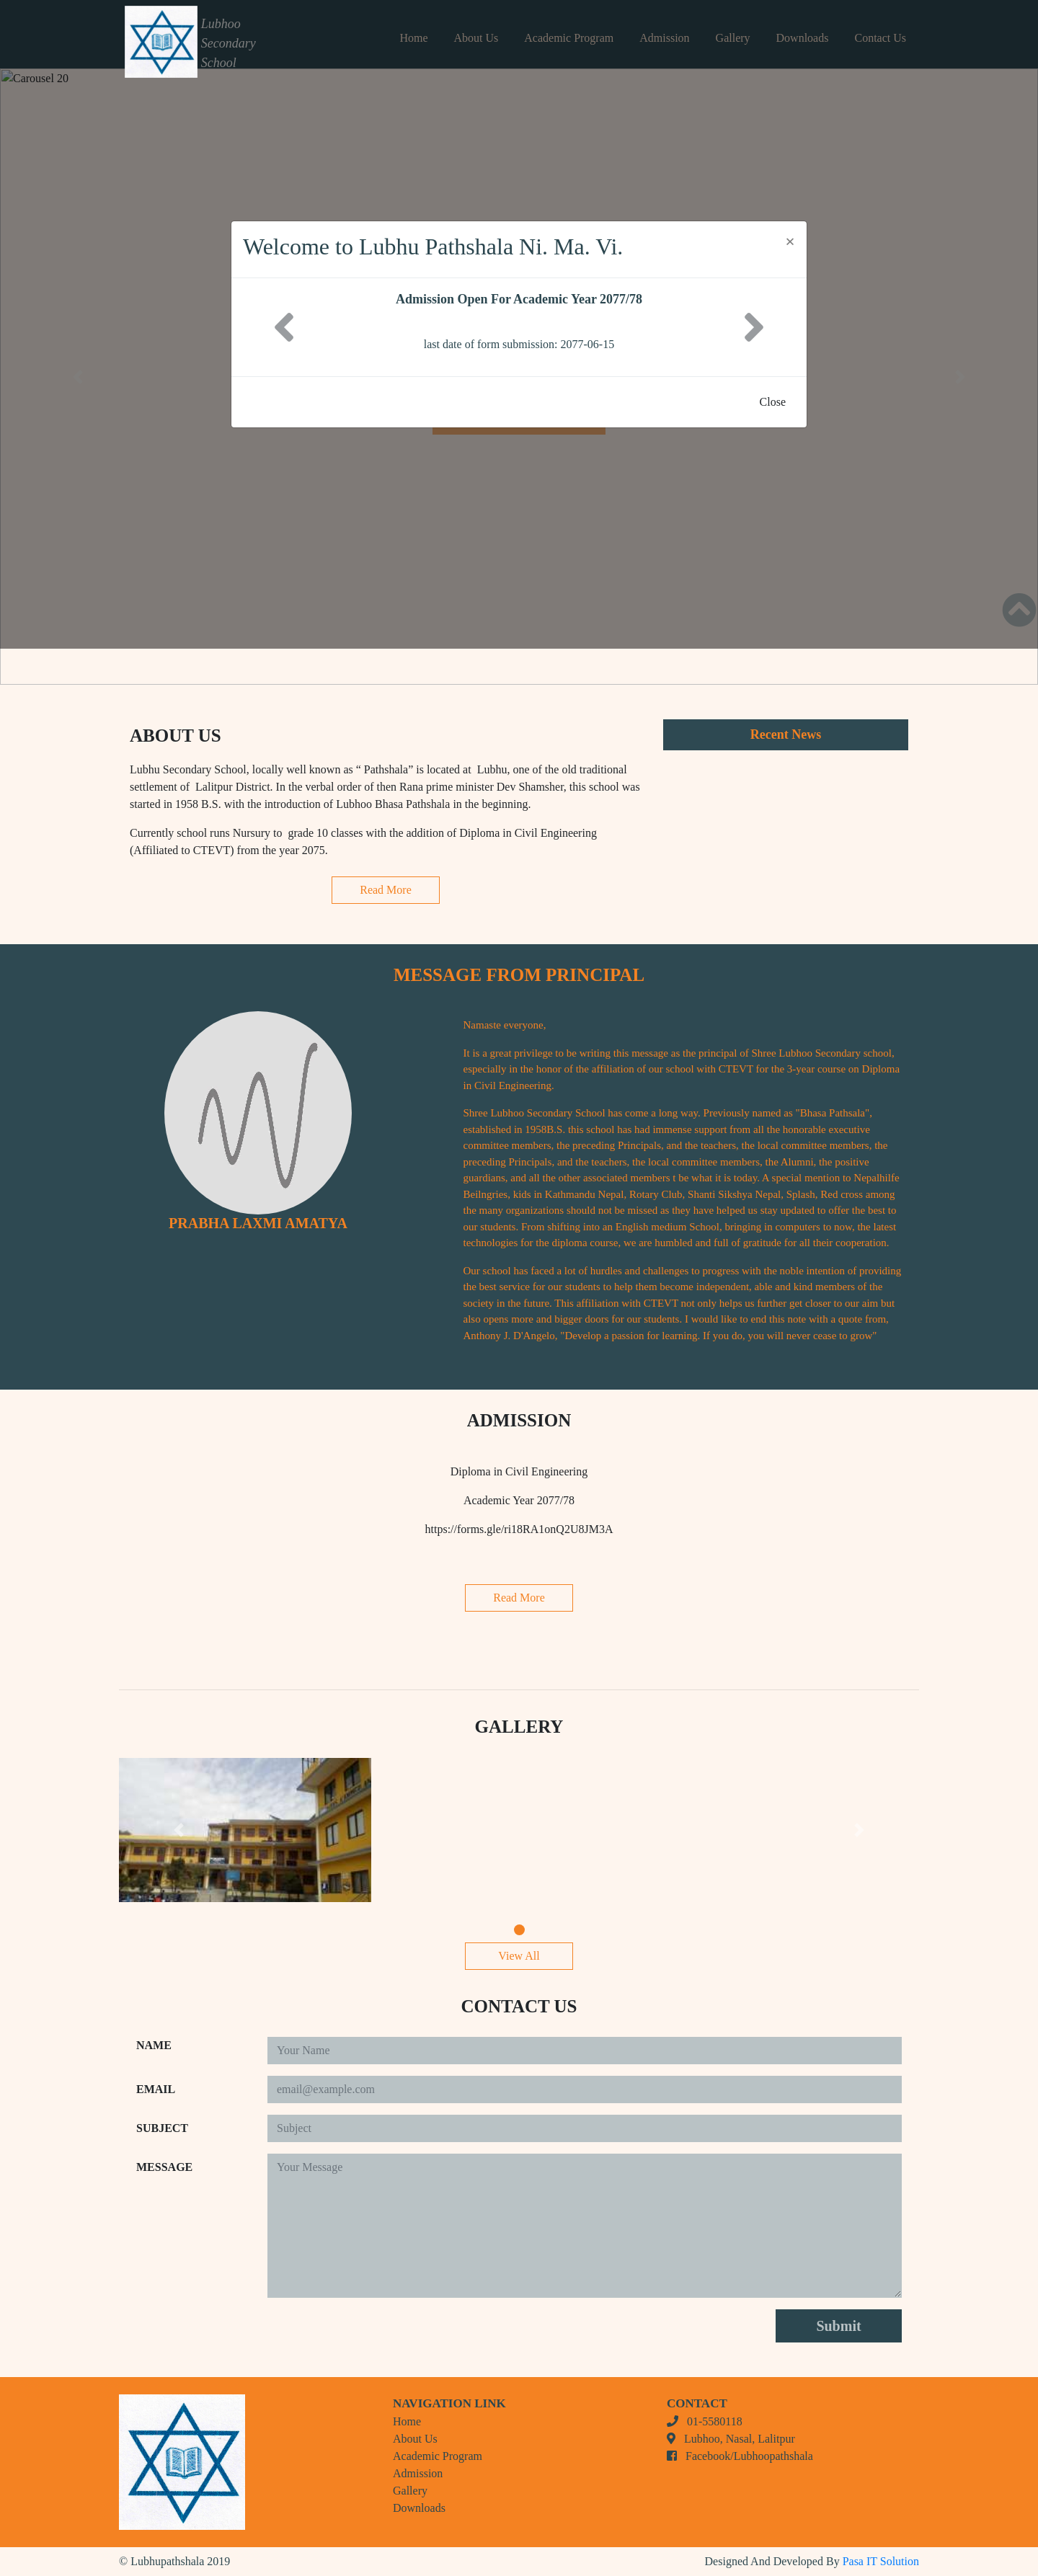 Lubhoo
Secondary
School
Home
About Us
Academic Program
Admission
Gallery
Downloads
Contact Us
Carousel 20
Welcome to Lubhu Pathshala Ni. Ma. Vi.
×
Admission Open For Academic Year 2077/78
last date of form submission: 2077-06-15
Close
ABOUT US
Lubhu Secondary School, locally well known as “ Pathshala” is located at  Lubhu, one of the old traditional
settlement of  Lalitpur District. In the verbal order of then Rana prime minister Dev Shamsher, this school was
started in 1958 B.S. with the introduction of Lubhoo Bhasa Pathshala in the beginning.
Currently school runs Nursury to  grade 10 classes with the addition of Diploma in Civil Engineering
(Affiliated to CTEVT) from the year 2075.
Read More
Recent News
MESSAGE FROM PRINCIPAL
PRABHA LAXMI AMATYA
Namaste everyone,
It is a great privilege to be writing this message as the principal of Shree Lubhoo Secondary school,
especially in the honor of the affiliation of our school with CTEVT for the 3-year course on Diploma
in Civil Engineering.
Shree Lubhoo Secondary School has come a long way. Previously named as "Bhasa Pathsala",
established in 1958B.S. this school has had immense support from all the honorable executive
committee members, the preceding Principals, and the teachers, the local committee members, the
preceding Principals, and the teachers, the local committee members, the Alumni, the positive
guardians, and all the other associated members t be what it is today. A special mention to Nepalhilfe
Beilngries, kids in Kathmandu Nepal, Rotary Club, Shanti Sikshya Nepal, Splash, Red cross among
the many organizations should not be missed as they have helped us stay updated to offer the best to
our students. From shifting into an English medium School, bringing in computers to now, the latest
technologies for the diploma course, we are humbled and full of gratitude for all their cooperation.
Our school has faced a lot of hurdles and challenges to progress with the noble intention of providing
the best service for our students to help them become independent, able and kind members of the
society in the future. This affiliation with CTEVT not only helps us further get closer to our aim but
also opens more and bigger doors for our students. I would like to end this note with a quote from,
Anthony J. D'Angelo, "Develop a passion for learning. If you do, you will never cease to grow"
ADMISSION
Diploma in Civil Engineering
Academic Year 2077/78
https://forms.gle/ri18RA1onQ2U8JM3A
Read More
GALLERY
View All
CONTACT US
NAME
Your Name
EMAIL
email@example.com
SUBJECT
Subject
MESSAGE
Your Message
Submit
NAVIGATION LINK
Home
About Us
Academic Program
Admission
Gallery
Downloads
CONTACT
01-5580118
Lubhoo, Nasal, Lalitpur
Facebook/Lubhoopathshala
© Lubhupathshala 2019
Designed And Developed By Pasa IT Solution